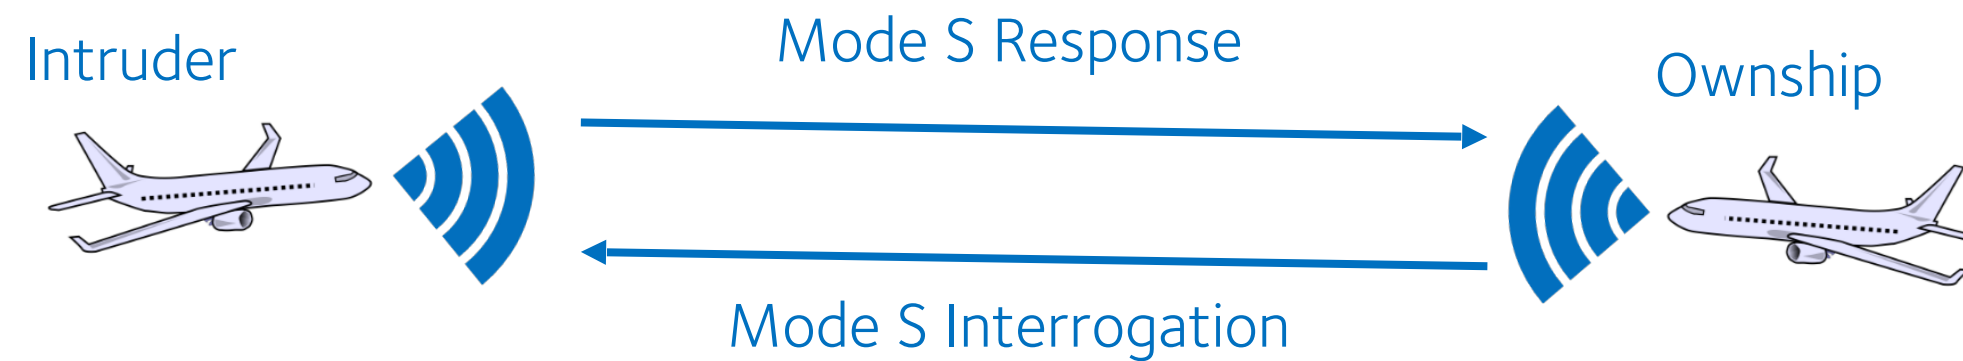 Intruder
Mode S Response
Ownship
Mode S Interrogation